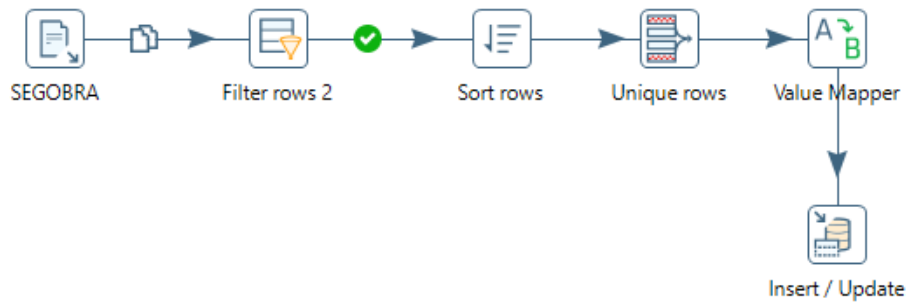 SEGOBRA
Filter rows 2
Sort rows
Unique rows
A
B
Value Mapper
Insert / Update